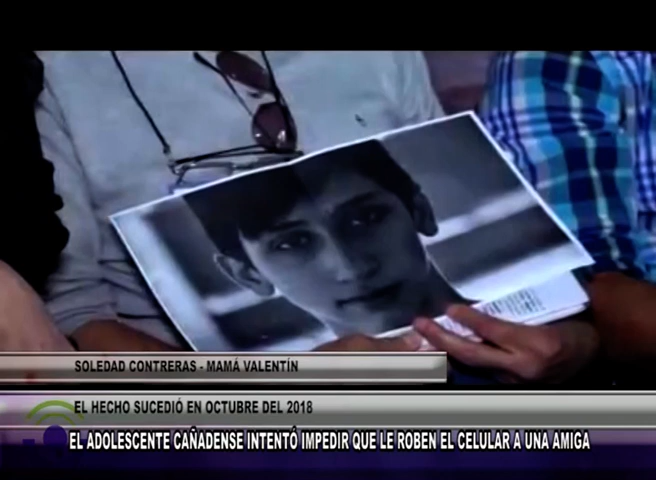 SOLEDAD CONTRERAS - MAMÁ VALENTÍN
EL HECHO SUCEDIÓ EN OCTUBRE DEL 2018
EL ADOLESCENTE CAÑADENSE INTENTÓ IMPEDIR QUE LE ROBEN EL CELULAR A UNA AMIGA